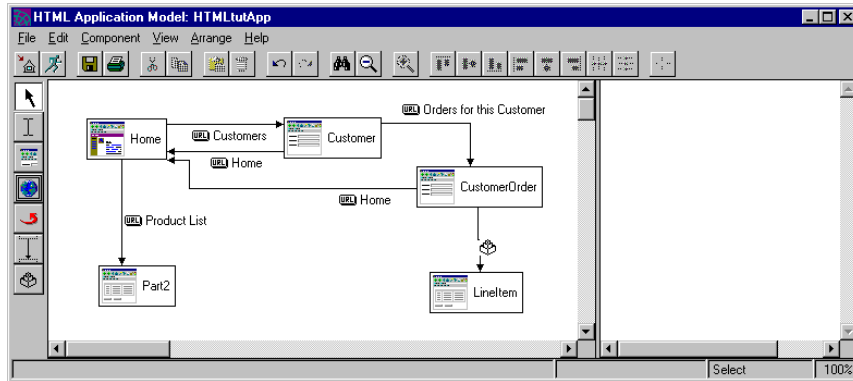 HTML Application Model: HTMLtutApp
File Edit Component View Arrange Help
URL Orders for this Customer
Home
URL Customers
Customer
URL Home
CustomerOrder
URL Home
URL Product List
Part2
LineItem
Select 100%